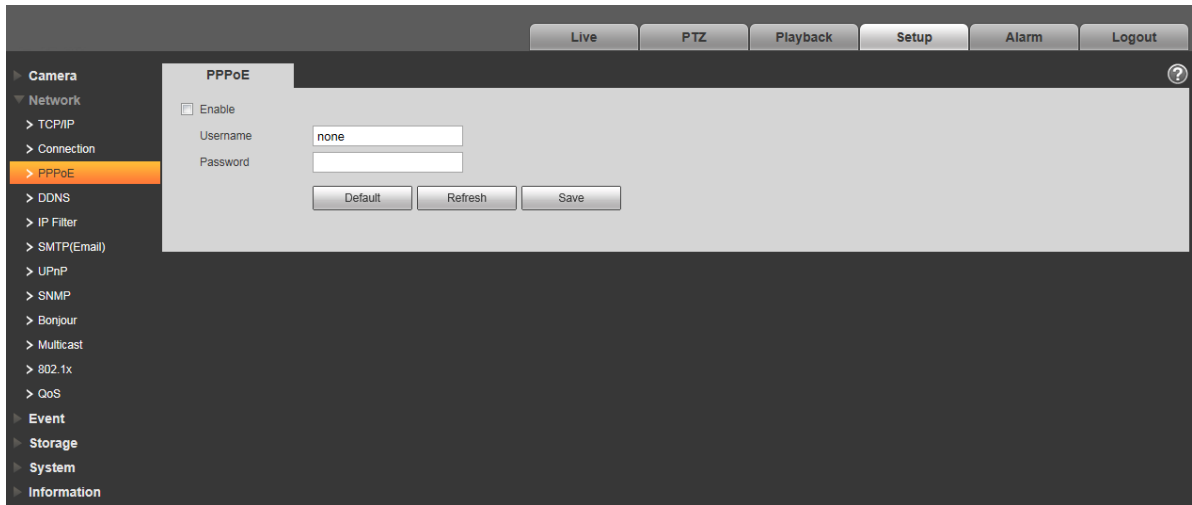 Live PTZ Playback Setup Alarm Logout
Camera
Network
> TCP/IP
> Connection
> PPPoE
> DDNS
> IP Filter
> SMTP(Email)
> UPnP
> SNMP
> Bonjour
> Multicast
> 802.1x
> QoS
Event
Storage
System
Information
PPPoE
?
Enable
Username none
Password
Default Refresh Save